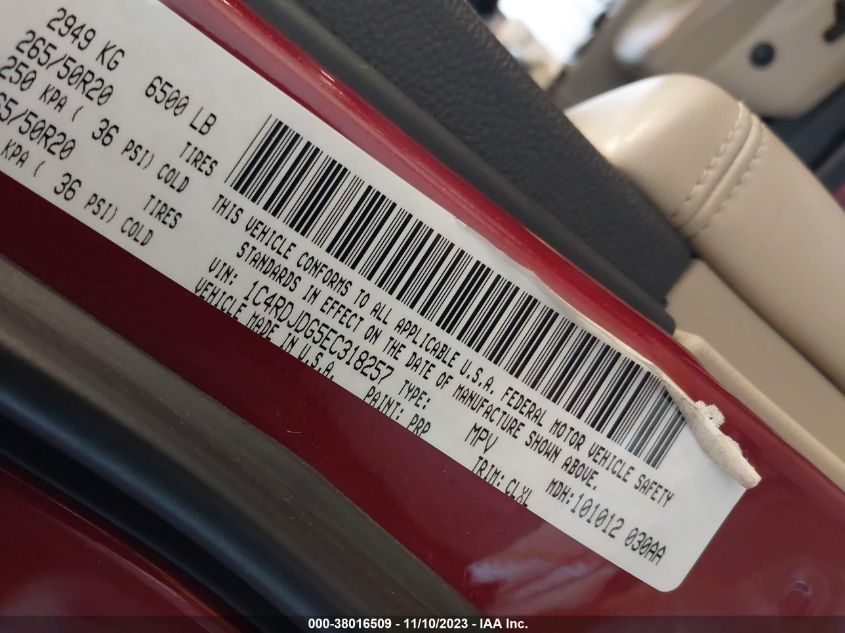 2949 KG 6500 LB
265/50R20 TIRES
250 KPA ( 36 PSI) COLD
65/50R20 TIRES
KPA ( 36 PSI) COLD
THIS VEHICLE CONFORMS TO ALL APPLICABLE U.S.A. FEDERAL MOTOR VEHICLE SAFETY
STANDARDS IN EFFECT ON THE DATE OF MANUFACTURE SHOWN ABOVE.
VIN: 1C4RDJDG5EC318257 TYPE: MPV MDH:101012 030AA
VEHICLE MADE IN U.S.A. PAINT: PRP TRIM: CLXL
000-38016509 - 11/10/2023 - IAA Inc.